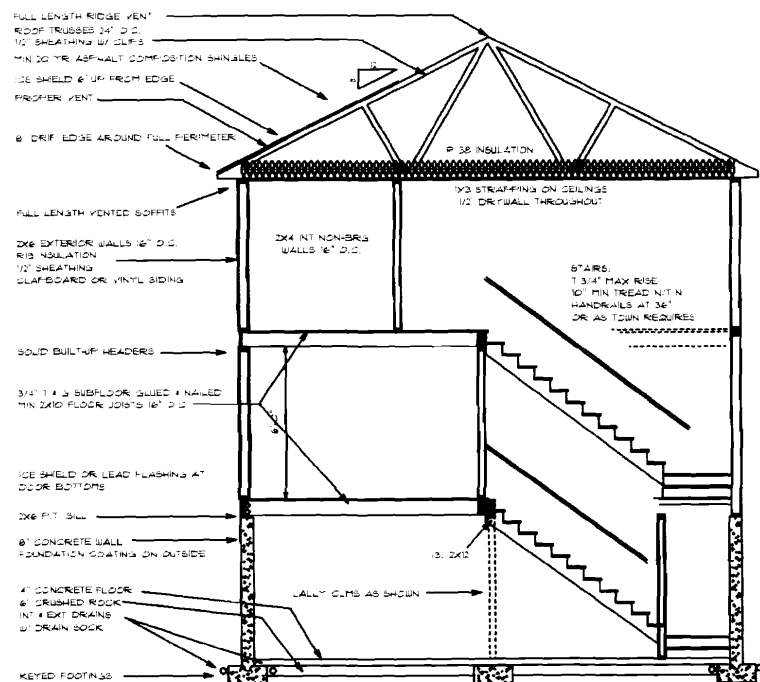 FULL LENGTH RIDGE VENT
ROOF TRUSSES 24" O.C.
1/2" SHEATHING W/ CLIPS
MIN 20 YR ASPHALT COMPOSITION SHINGLES
ICE SHIELD 6' UP FROM EDGE
PROPER VENT
8" DRIP EDGE AROUND FULL PERIMETER
FULL LENGTH VENTED SOFFITS
2X6 EXTERIOR WALLS 16" O.C.
R19 INSULATION
1/2" SHEATHING
CLAPBOARD OR VINYL SIDING
SOLID BUILT-UP HEADERS
3/4" T & G SUBFLOOR GLUED & NAILED
MIN 2X10 FLOOR JOISTS 16" O.C.
ICE SHIELD OR LEAD FLASHING AT
DOOR BOTTOMS
2X6 P.T. SILL
8" CONCRETE WALL
FOUNDATION COATING ON OUTSIDE
4" CONCRETE FLOOR
6" CRUSHED ROCK
INT & EXT DRAINS
W/ DRAIN SOCK
KEYED FOOTINGS
12
8
R-38 INSULATION
1X3 STRAPPING ON CEILINGS
1/2" DRYWALL THROUGHOUT
2X4 INT NON-BRG
WALLS 16" O.C.
STAIRS:
7 3/4" MAX RISE
10" MIN TREAD N/T N
HANDRAILS AT 36"
OR AS TOWN REQUIRES
(3) 2X12
LALLY CLMS AS SHOWN